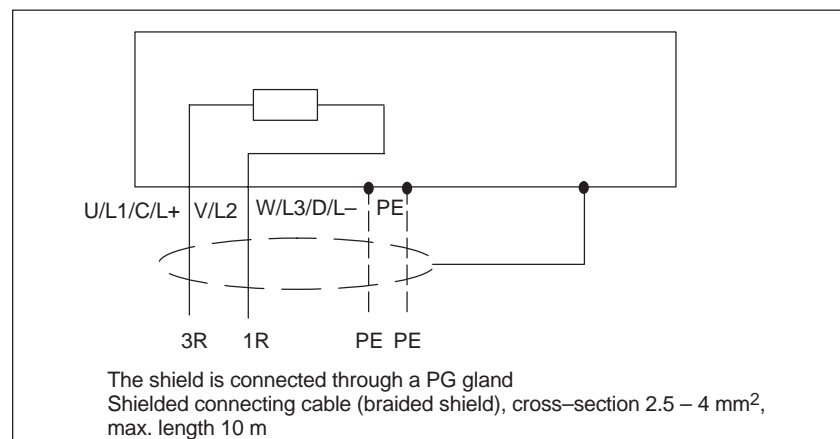 U/L1/C/L+ V/L2 W/L3/D/L– PE
3R 1R PE PE
The shield is connected through a PG gland
Shielded connecting cable (braided shield), cross–section 2.5 – 4 mm²,
max. length 10 m